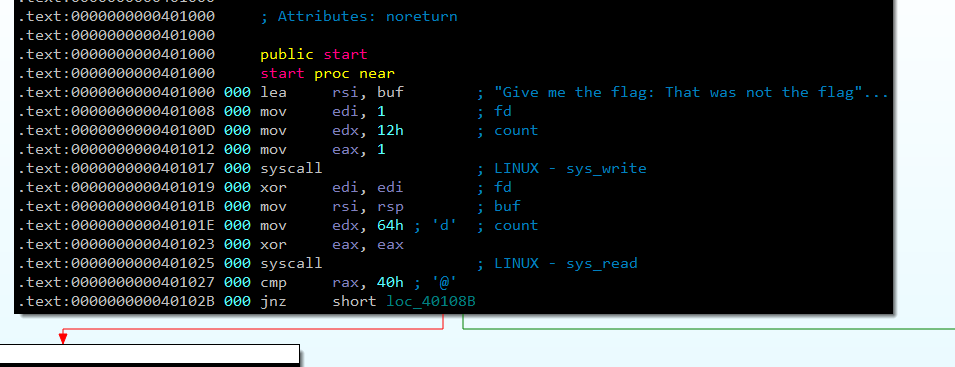 .text:0000000000401000 ; Attributes: noreturn
.text:0000000000401000
.text:0000000000401000 public start
.text:0000000000401000 start proc near
.text:0000000000401000 000 lea rsi, buf ; "Give me the flag: That was not the flag"...
.text:0000000000401008 000 mov edi, 1 ; fd
.text:000000000040100D 000 mov edx, 12h ; count
.text:0000000000401012 000 mov eax, 1
.text:0000000000401017 000 syscall ; LINUX - sys_write
.text:0000000000401019 000 xor edi, edi ; fd
.text:000000000040101B 000 mov rsi, rsp ; buf
.text:000000000040101E 000 mov edx, 64h ; 'd' ; count
.text:0000000000401023 000 xor eax, eax
.text:0000000000401025 000 syscall ; LINUX - sys_read
.text:0000000000401027 000 cmp rax, 40h ; '@'
.text:000000000040102B 000 jnz short loc_40108B